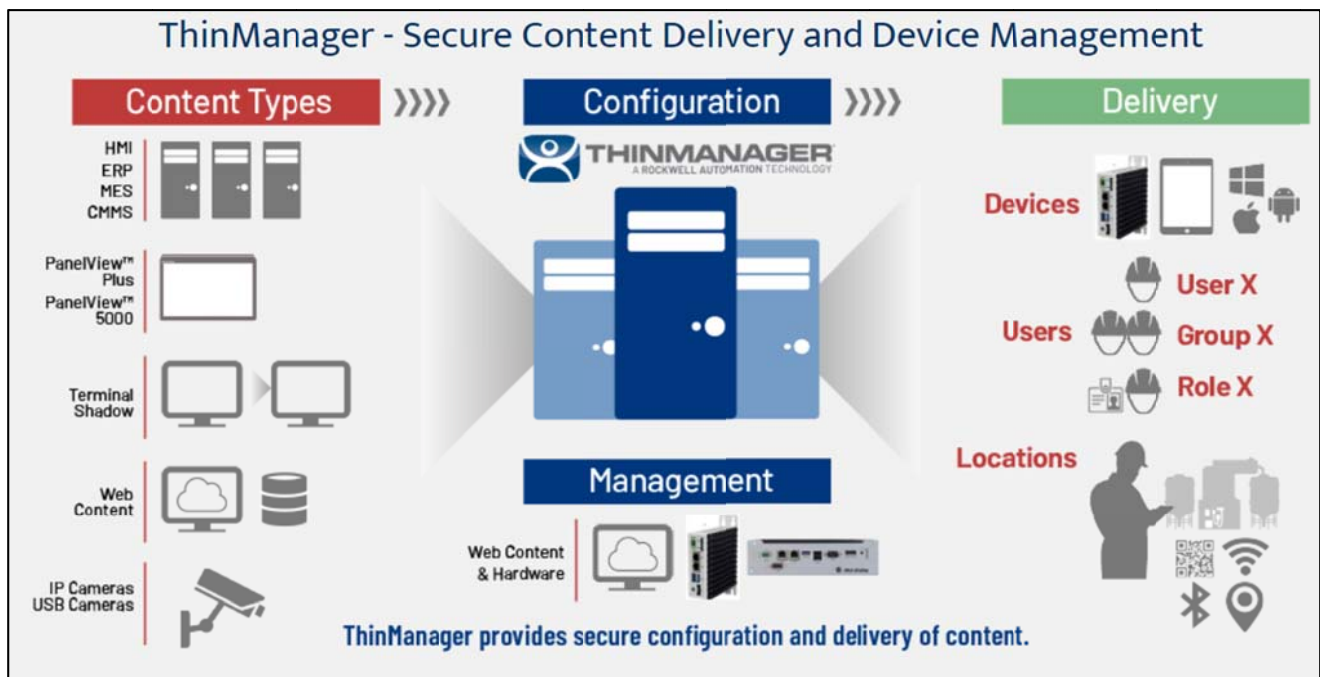 ThinManager - Secure Content Delivery and Device Management
Content Types
HMI
ERP
MES
CMMS
PanelView™
Plus
PanelView™
5000
Terminal
Shadow
Web
Content
IP Cameras
USB Cameras
Configuration
THINMANAGER®
A ROCKWELL AUTOMATION TECHNOLOGY
Management
Web Content
& Hardware
Delivery
Devices
Users
User X
Group X
Role X
Locations
ThinManager provides secure configuration and delivery of content.